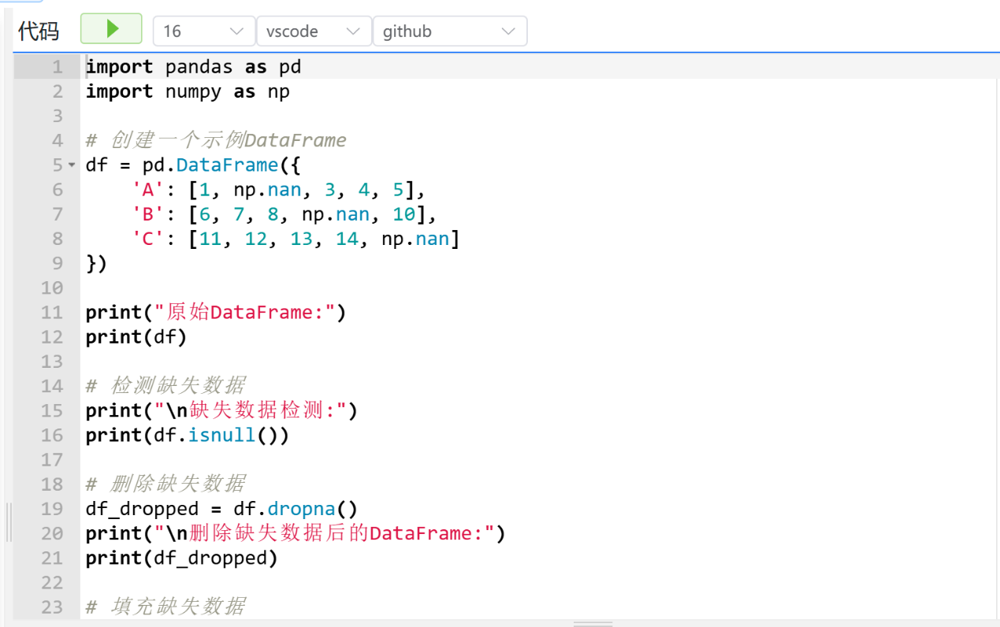 代码 16 vscode github
1 import pandas as pd
2 import numpy as np
3
4 # 创建一个示例DataFrame
5 df = pd.DataFrame({
6     'A': [1, np.nan, 3, 4, 5],
7     'B': [6, 7, 8, np.nan, 10],
8     'C': [11, 12, 13, 14, np.nan]
9 })
10
11 print("原始DataFrame:")
12 print(df)
13
14 # 检测缺失数据
15 print("\n缺失数据检测:")
16 print(df.isnull())
17
18 # 删除缺失数据
19 df_dropped = df.dropna()
20 print("\n删除缺失数据后的DataFrame:")
21 print(df_dropped)
22
23 # 填充缺失数据